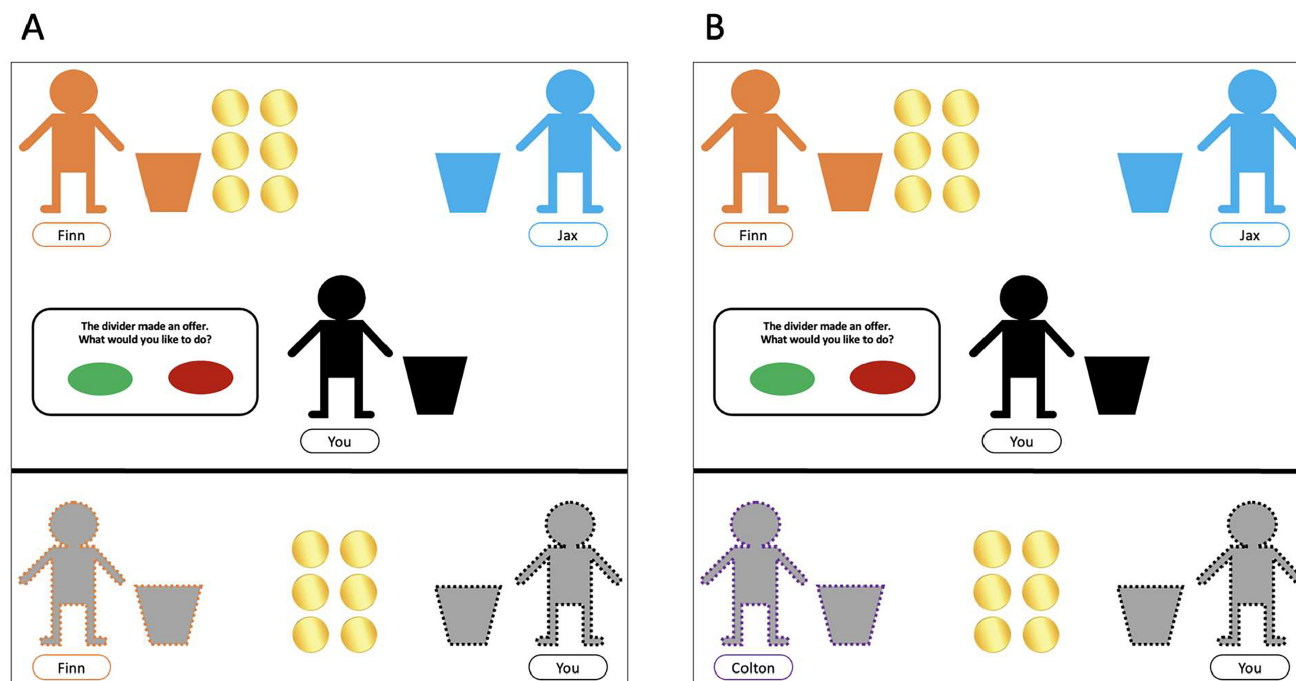 A
B
Finn
Jax
The divider made an offer.
What would you like to do?
You
Finn
You
Finn
Jax
The divider made an offer.
What would you like to do?
You
Colton
You